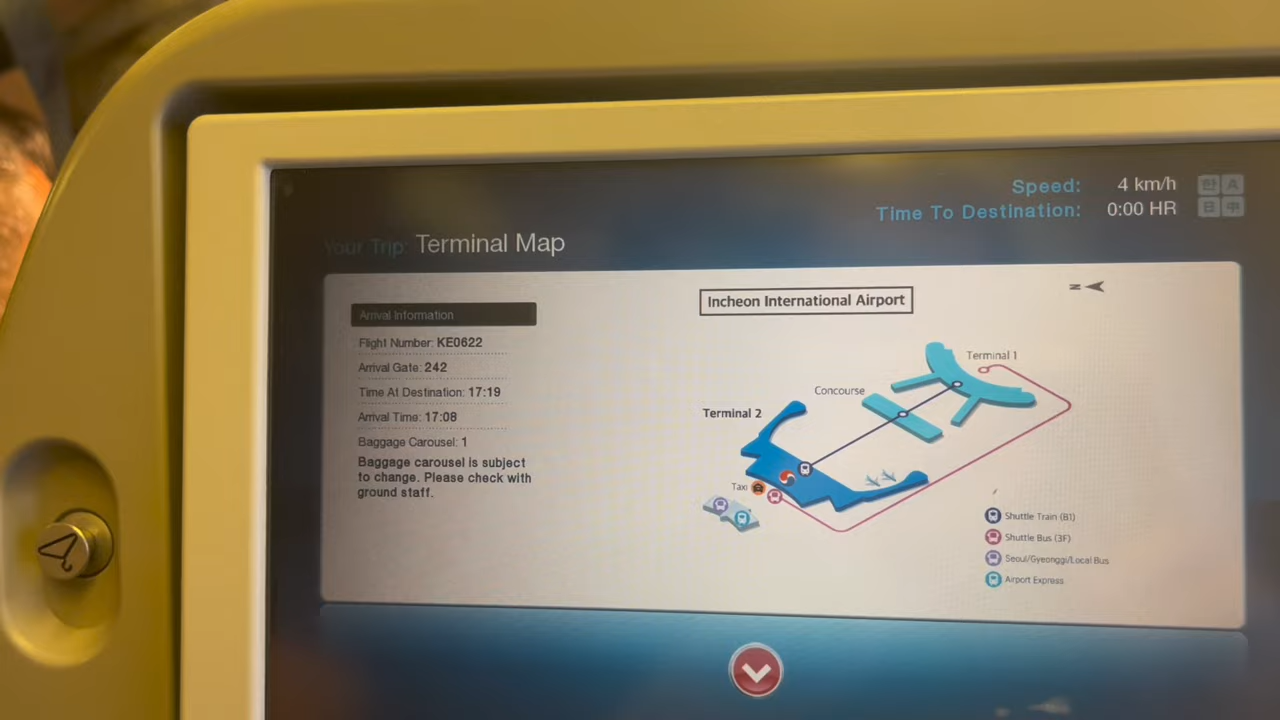 Speed: 4 km/h
Time To Destination: 0:00 HR
한 A
日 中
Your Trip: Terminal Map
Arrival Information
Flight Number: KE0622
Arrival Gate: 242
Time At Destination: 17:19
Arrival Time: 17:08
Baggage Carousel: 1
Baggage carousel is subject
to change. Please check with
ground staff.
Incheon International Airport
N
Terminal 1
Concourse
Terminal 2
Taxi
Shuttle Train (B1)
Shuttle Bus (3F)
Seoul/Gyeonggi/Local Bus
Airport Express